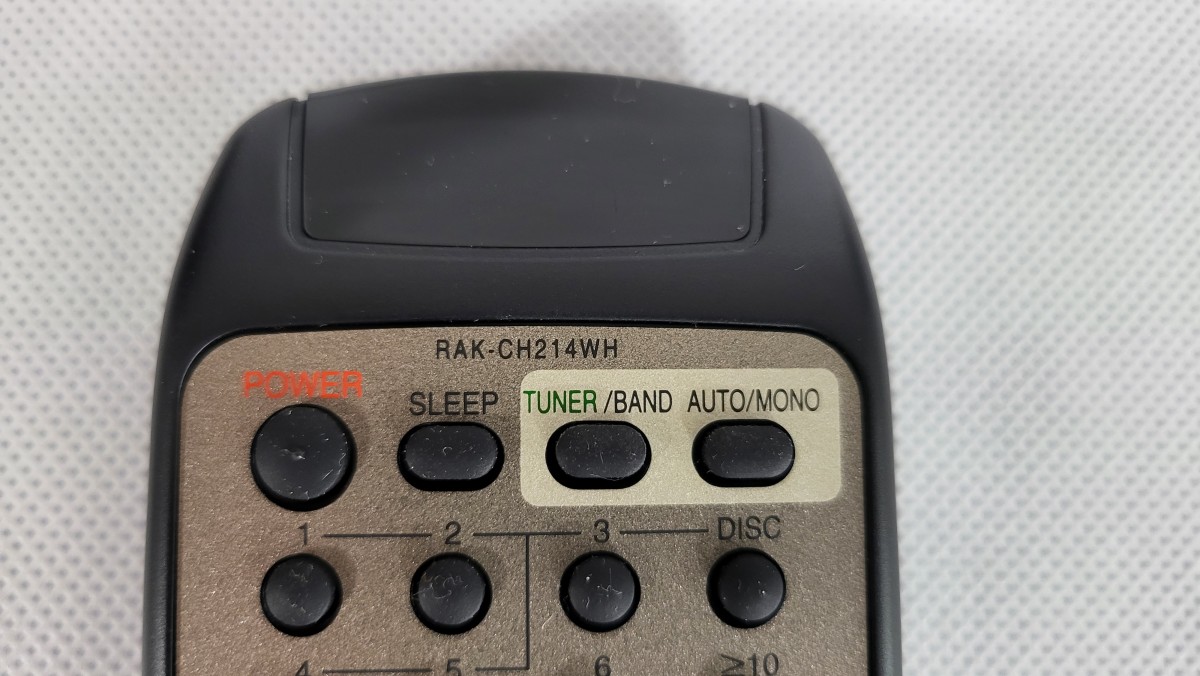 RAK-CH214WH
POWER SLEEP TUNER /BAND AUTO/MONO
1 2 3 DISC
4 5 6 ≥10